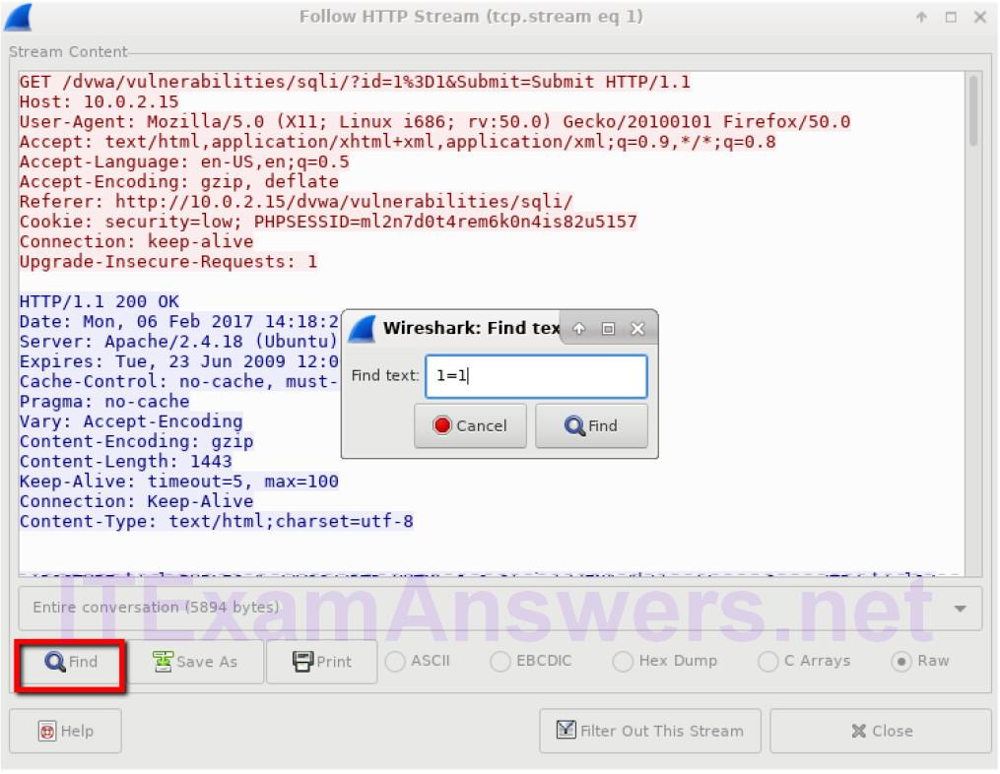 Follow HTTP Stream (tcp.stream eq 1)
Stream Content
GET /dvwa/vulnerabilities/sqli/?id=1%3D1&Submit=Submit HTTP/1.1
Host: 10.0.2.15
User-Agent: Mozilla/5.0 (X11; Linux i686; rv:50.0) Gecko/20100101 Firefox/50.0
Accept: text/html,application/xhtml+xml,application/xml;q=0.9,*/*;q=0.8
Accept-Language: en-US,en;q=0.5
Accept-Encoding: gzip, deflate
Referer: http://10.0.2.15/dvwa/vulnerabilities/sqli/
Cookie: security=low; PHPSESSID=ml2n7d0t4rem6k0n4is82u5157
Connection: keep-alive
Upgrade-Insecure-Requests: 1
HTTP/1.1 200 OK
Date: Mon, 06 Feb 2017 14:18:2
Server: Apache/2.4.18 (Ubuntu)
Expires: Tue, 23 Jun 2009 12:0
Cache-Control: no-cache, must-
Pragma: no-cache
Vary: Accept-Encoding
Content-Encoding: gzip
Content-Length: 1443
Keep-Alive: timeout=5, max=100
Connection: Keep-Alive
Content-Type: text/html;charset=utf-8
Wireshark: Find tex
Find text: 1=1
Cancel Find
Entire conversation (5894 bytes)
ITExamAnswers.net
Find Save As Print ASCII EBCDIC Hex Dump C Arrays Raw
Help Filter Out This Stream Close